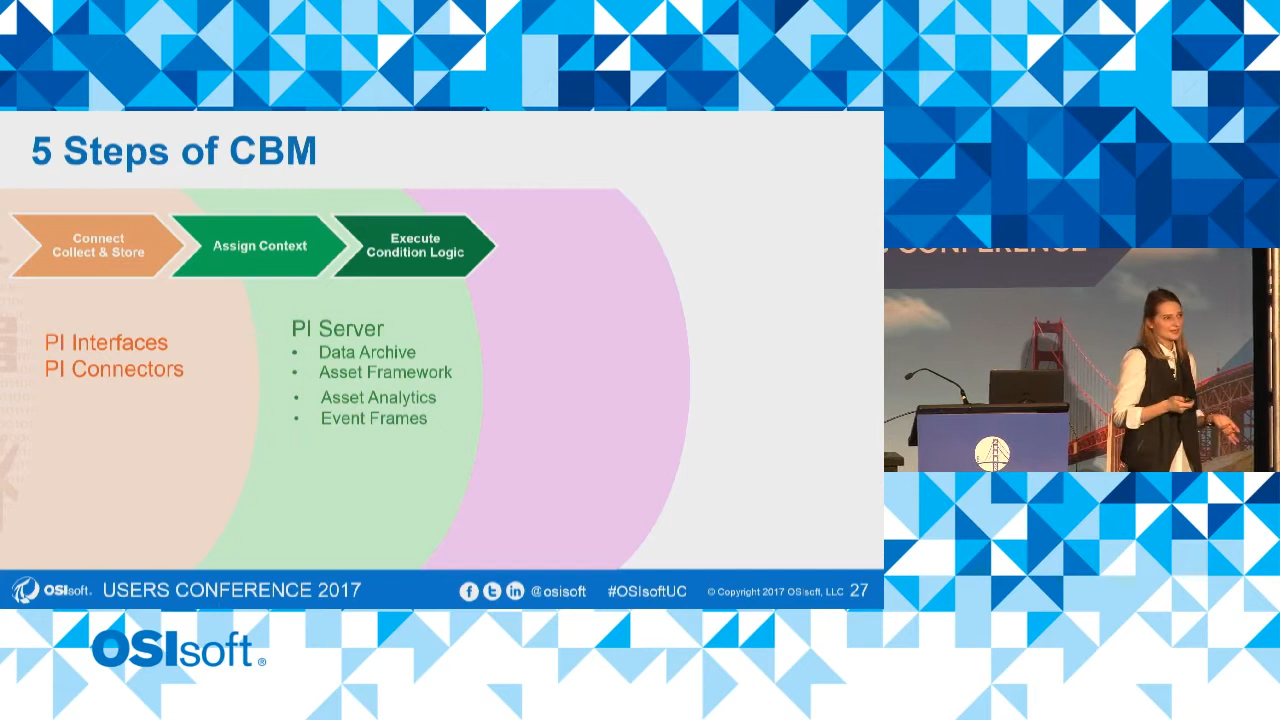 5 Steps of CBM
Connect
Collect & Store
Assign Context
Execute
Condition Logic
PI Interfaces
PI Connectors
PI Server
• Data Archive
• Asset Framework
• Asset Analytics
• Event Frames
OSIsoft. USERS CONFERENCE 2017
@osisoft #OSIsoftUC © Copyright 2017 OSIsoft, LLC 27
CONFERENCE
OSIsoft®